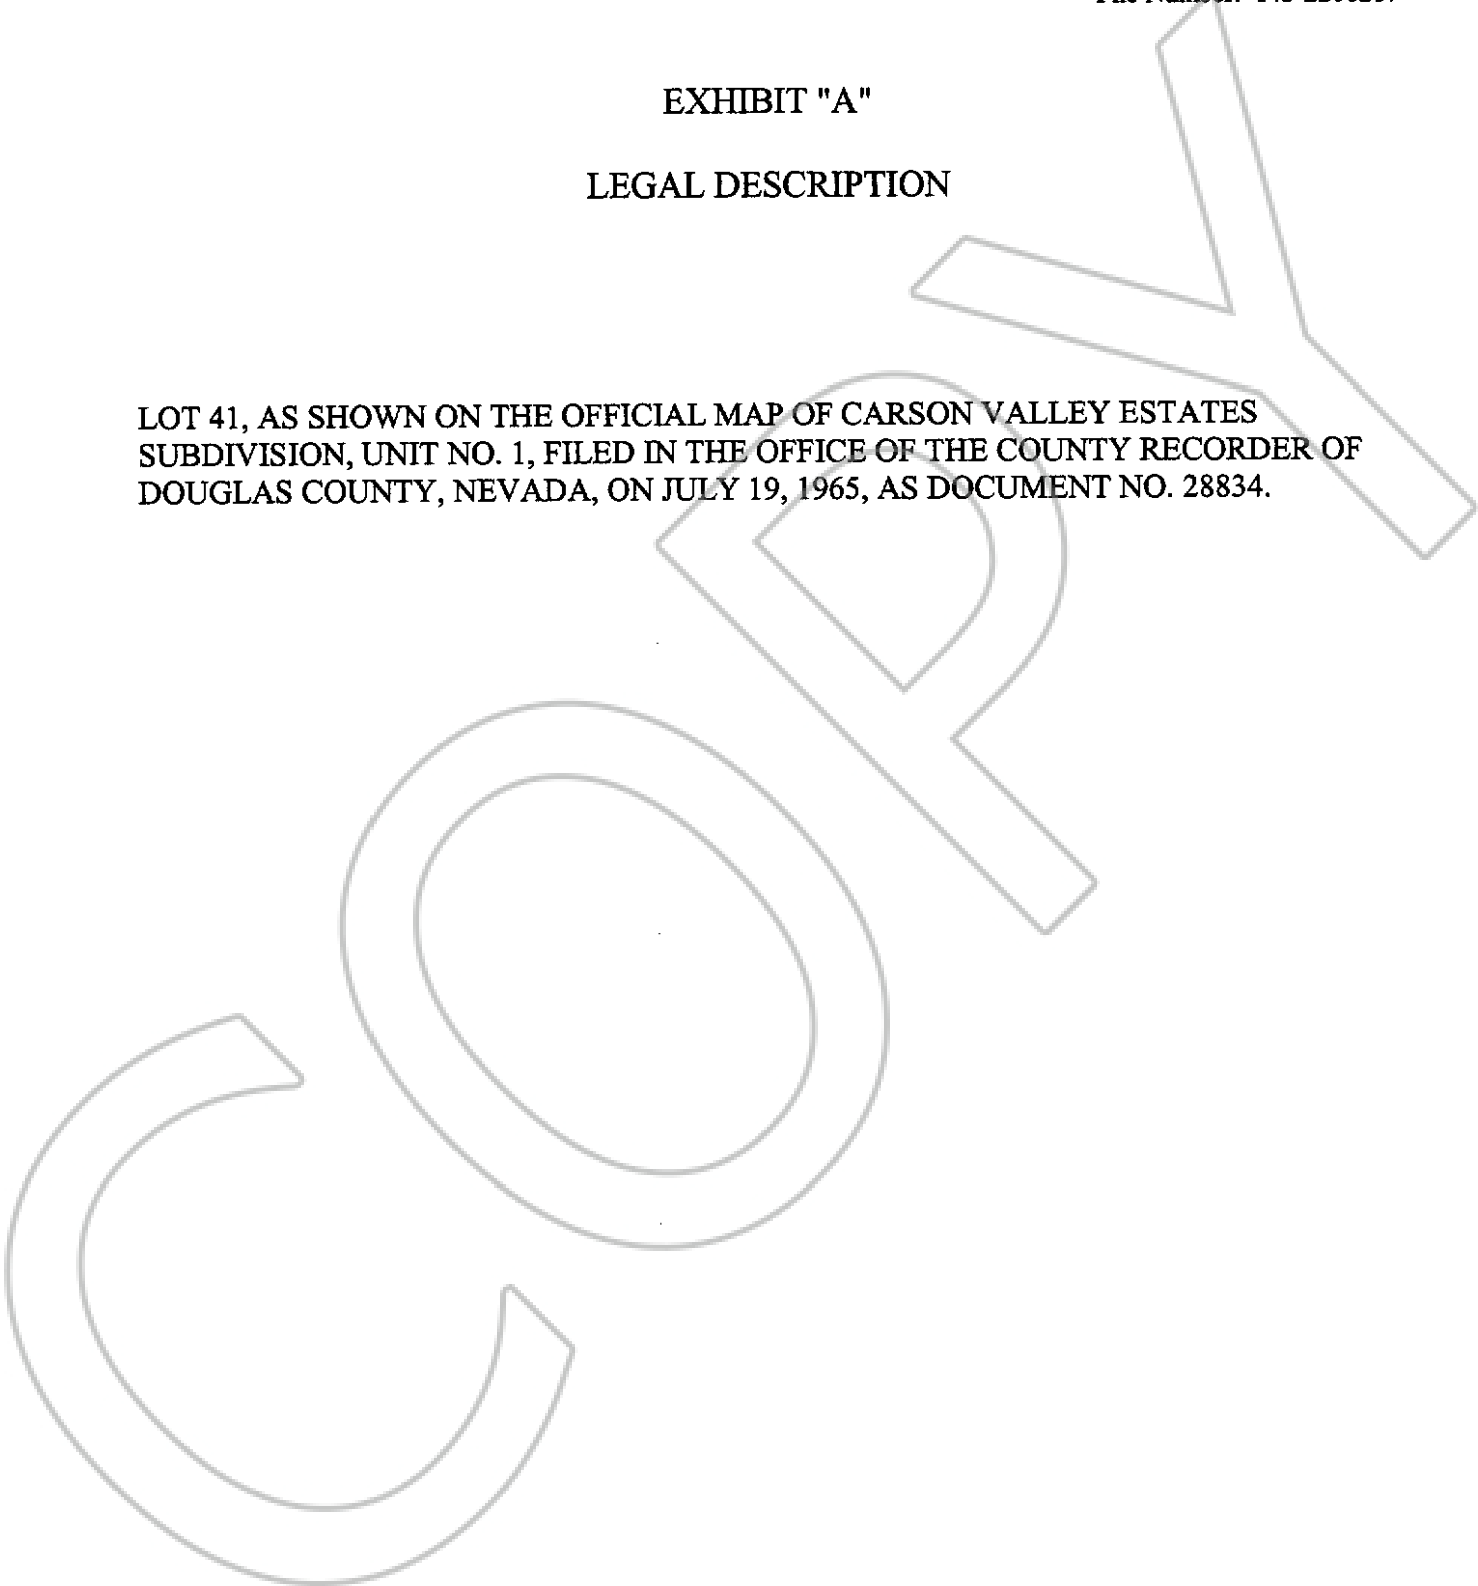 EXHIBIT "A"
LEGAL DESCRIPTION
LOT 41, AS SHOWN ON THE OFFICIAL MAP OF CARSON VALLEY ESTATES
SUBDIVISION, UNIT NO. 1, FILED IN THE OFFICE OF THE COUNTY RECORDER OF
DOUGLAS COUNTY, NEVADA, ON JULY 19, 1965, AS DOCUMENT NO. 28834.
COPY